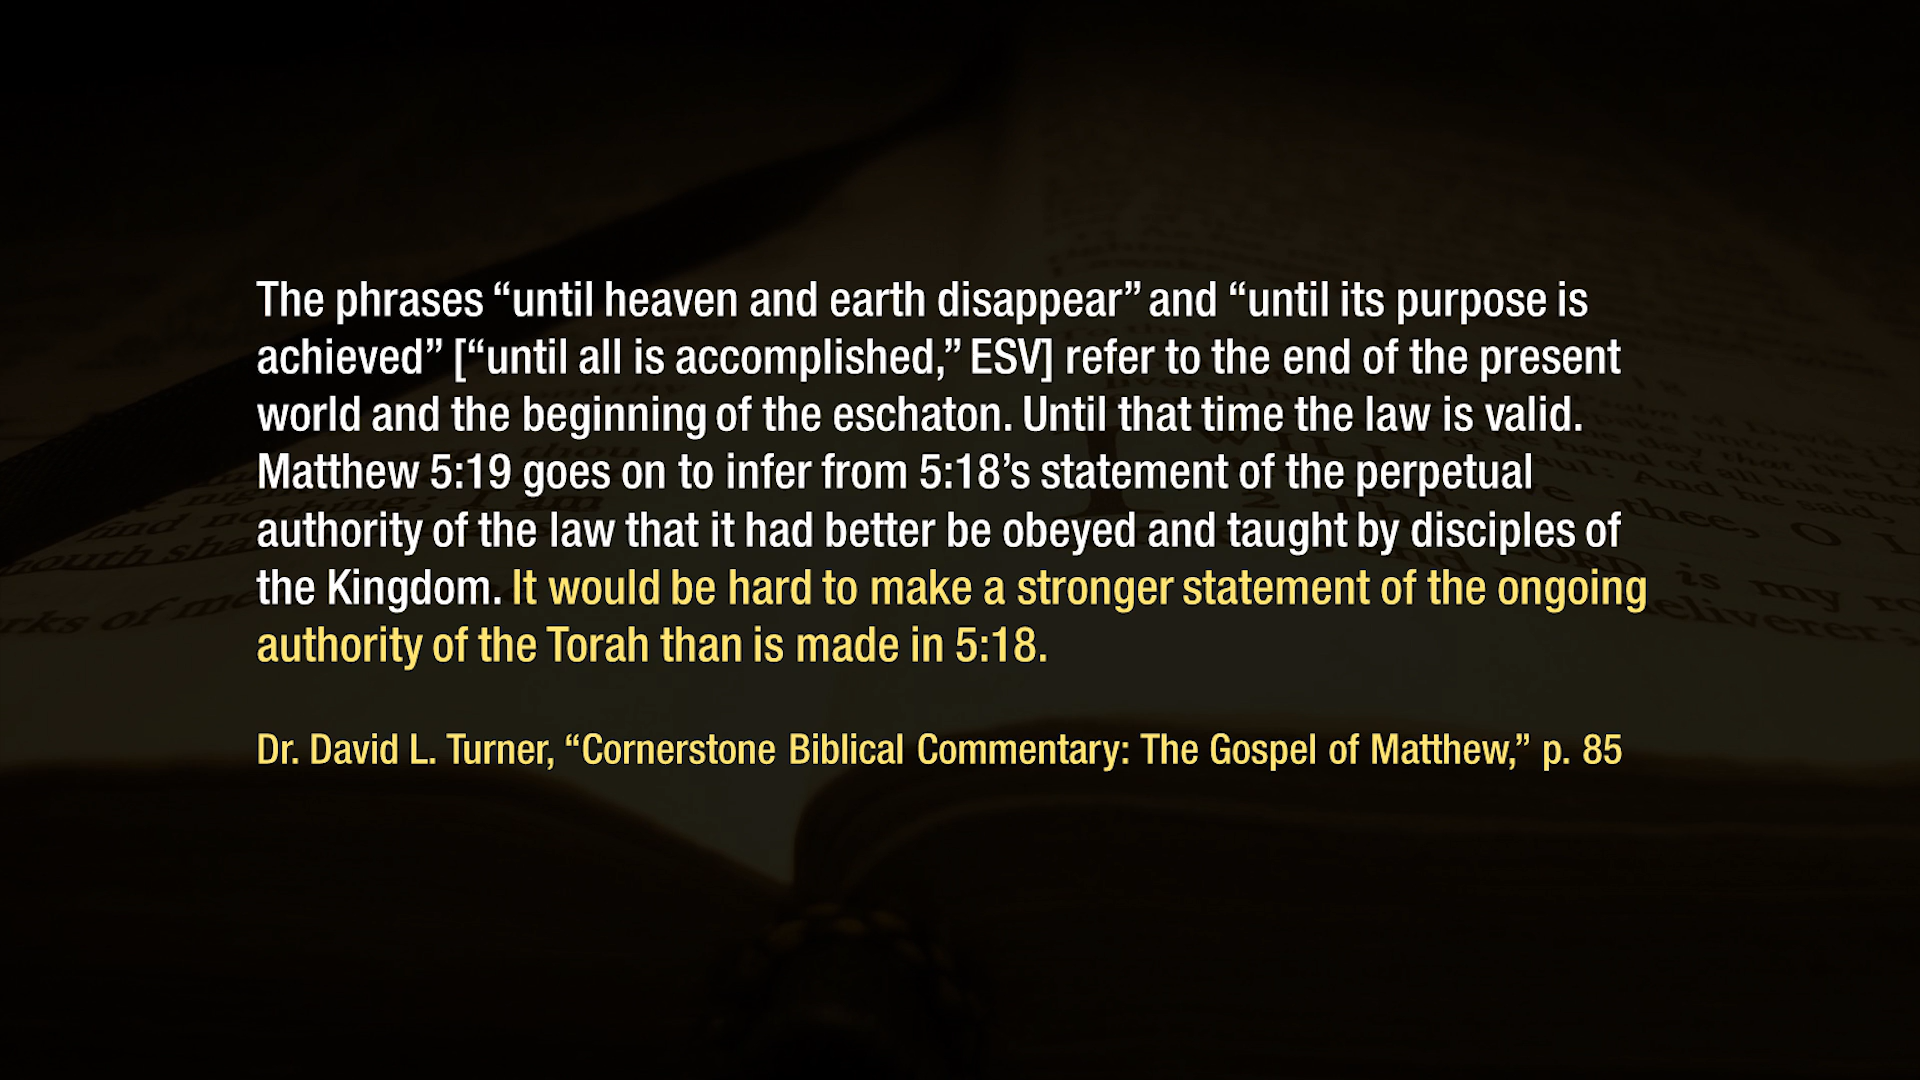 The phrases “until heaven and earth disappear” and “until its purpose is
achieved” [“until all is accomplished,” ESV] refer to the end of the present
world and the beginning of the eschaton. Until that time the law is valid.
Matthew 5:19 goes on to infer from 5:18’s statement of the perpetual
authority of the law that it had better be obeyed and taught by disciples of
the Kingdom. It would be hard to make a stronger statement of the ongoing
authority of the Torah than is made in 5:18.
Dr. David L. Turner, “Cornerstone Biblical Commentary: The Gospel of Matthew,” p. 85